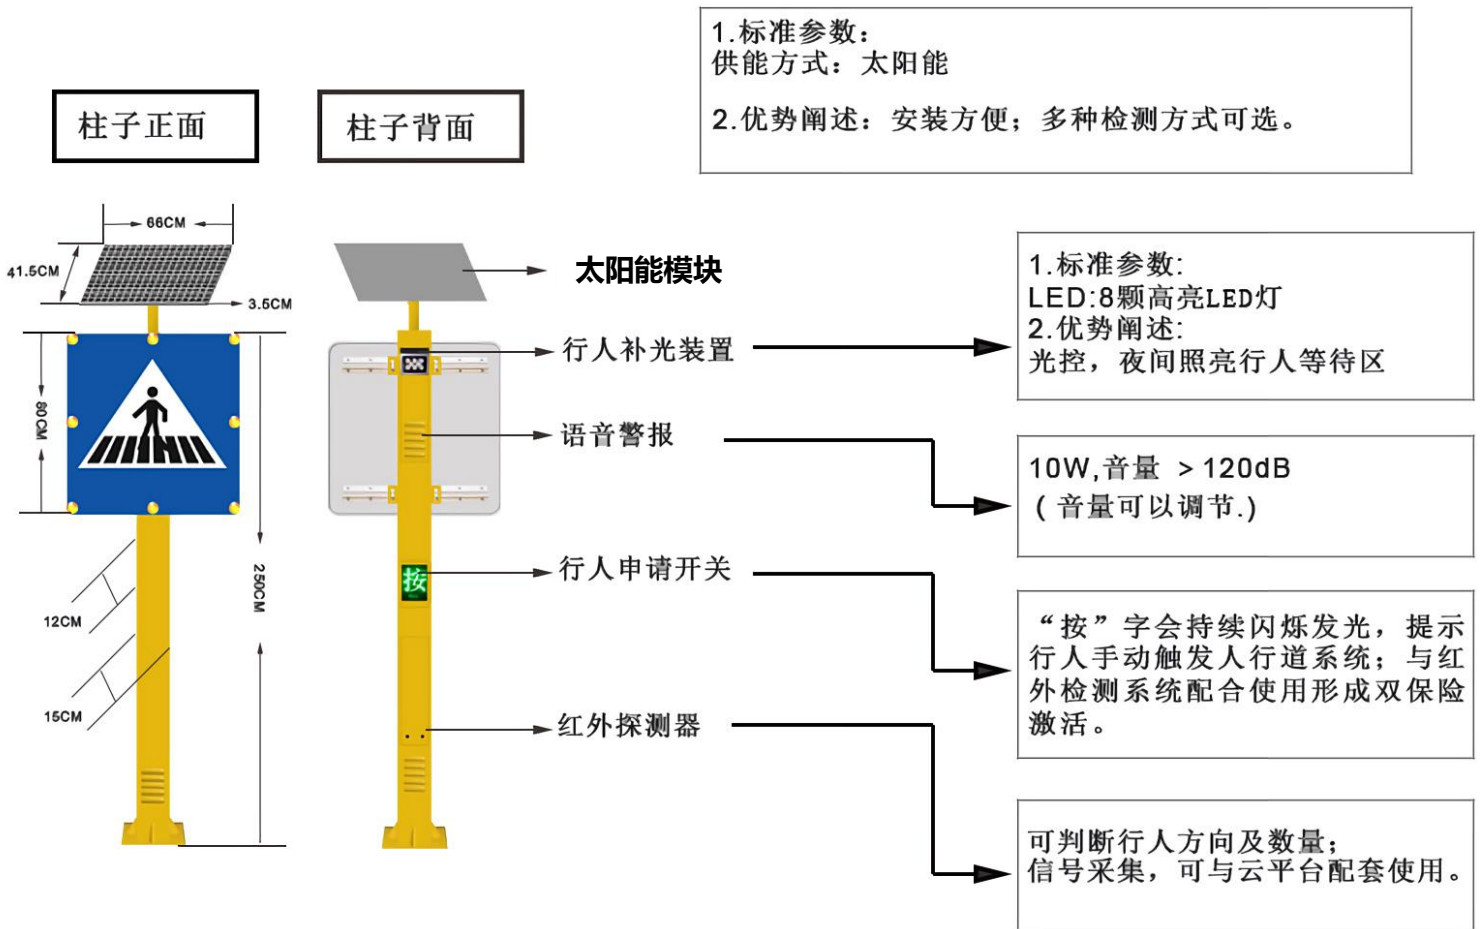 1.标准参数：
供能方式：太阳能
2.优势阐述：安装方便；多种检测方式可选。
柱子正面
柱子背面
66CM
41.5CM
3.5CM
80CM
250CM
12CM
15CM
按
太阳能模块
行人补光装置
语音警报
行人申请开关
红外探测器
1.标准参数:
LED:8颗高亮LED灯
2.优势阐述:
光控，夜间照亮行人等待区
10W,音量 ＞120dB
( 音量可以调节.)
“按”字会持续闪烁发光，提示
行人手动触发人行道系统；与红
外检测系统配合使用形成双保险
激活。
可判断行人方向及数量；
信号采集，可与云平台配套使用。